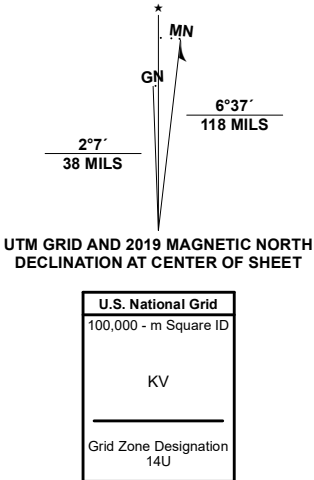 ★
MN
GN
6°37´
118 MILS
2°7´
38 MILS
UTM GRID AND 2019 MAGNETIC NORTH
DECLINATION AT CENTER OF SHEET
U.S. National Grid
100,000 - m Square ID
KV
Grid Zone Designation
14U